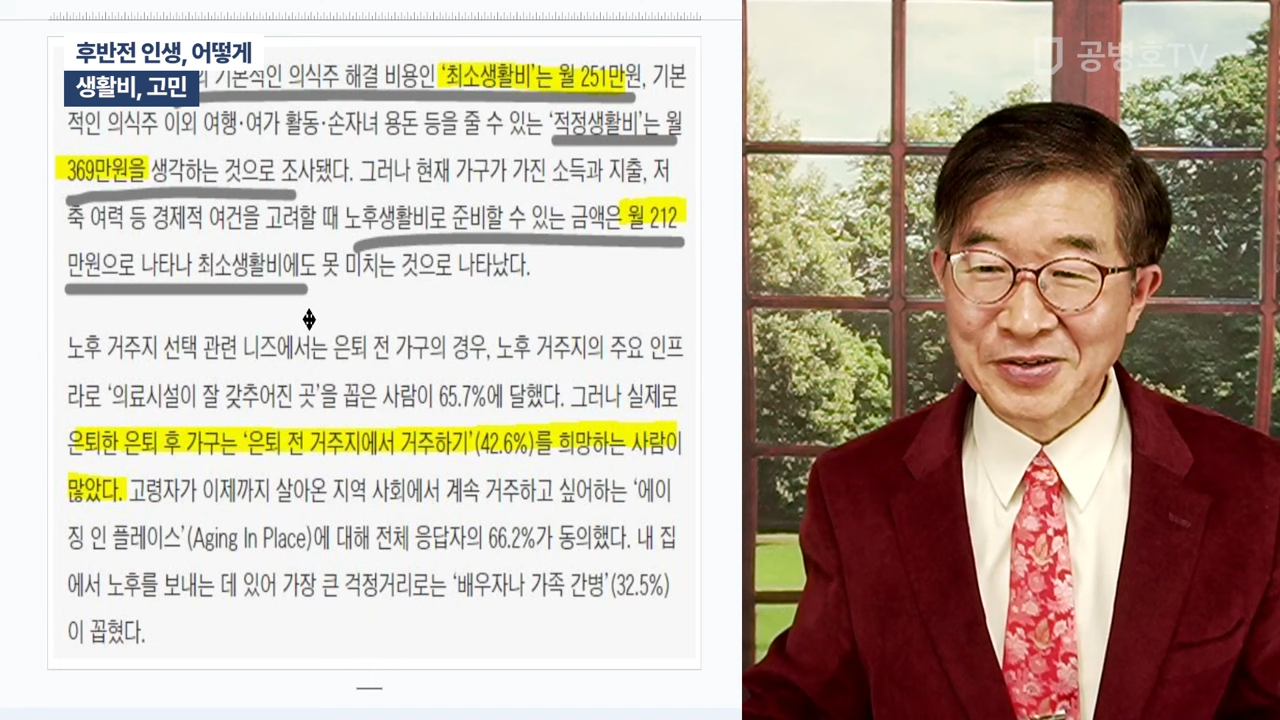 후반전 인생, 어떻게
생활비, 고민
기본적인 의식주 해결 비용인 ‘최소생활비’는 월 251만원, 기본
적인 의식주 이외 여행·여가 활동·손자녀 용돈 등을 줄 수 있는 ‘적정생활비’는 월
369만원을 생각하는 것으로 조사됐다. 그러나 현재 가구가 가진 소득과 지출, 저
축 여력 등 경제적 여건을 고려할 때 노후생활비로 준비할 수 있는 금액은 월 212
만원으로 나타나 최소생활비에도 못 미치는 것으로 나타났다.
노후 거주지 선택 관련 니즈에서는 은퇴 전 가구의 경우, 노후 거주지의 주요 인프
라로 ‘의료시설이 잘 갖추어진 곳’을 꼽은 사람이 65.7%에 달했다. 그러나 실제로
은퇴한 은퇴 후 가구는 ‘은퇴 전 거주지에서 거주하기’(42.6%)를 희망하는 사람이
많았다. 고령자가 이제까지 살아온 지역 사회에서 계속 거주하고 싶어하는 ‘에이
징 인 플레이스’(Aging In Place)에 대해 전체 응답자의 66.2%가 동의했다. 내 집
에서 노후를 보내는 데 있어 가장 큰 걱정거리로는 ‘배우자나 가족 간병’(32.5%)
이 꼽혔다.
공병호TV